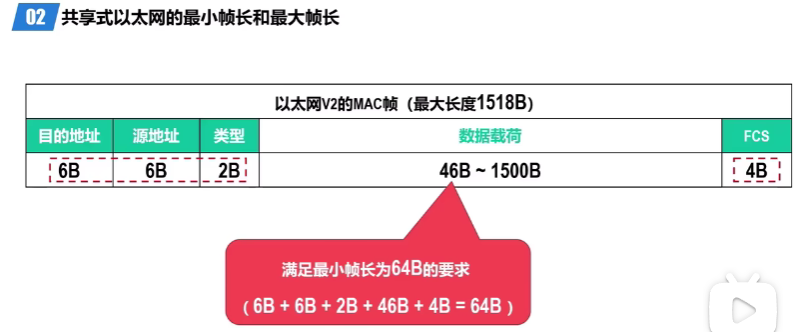 02 共享式以太网的最小帧长和最大帧长
以太网V2的MAC帧（最大长度1518B）
目的地址 源地址 类型 数据载荷 FCS
6B 6B 2B 46B ~ 1500B 4B
满足最小帧长为64B的要求
（6B + 6B + 2B + 46B + 4B = 64B）